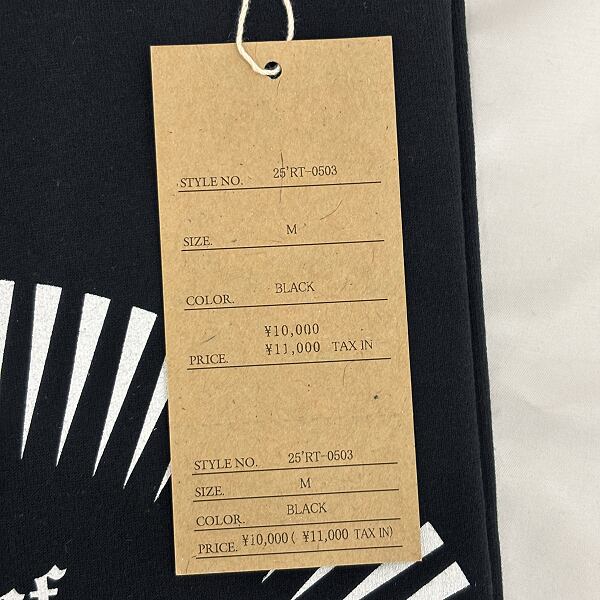 STYLE NO. 25'RT-0503
SIZE. M
COLOR. BLACK
¥10,000
PRICE. ¥11,000 TAX IN
STYLE NO. 25'RT-0503
SIZE. M
COLOR. BLACK
PRICE. ¥10,000( ¥11,000 TAX IN)